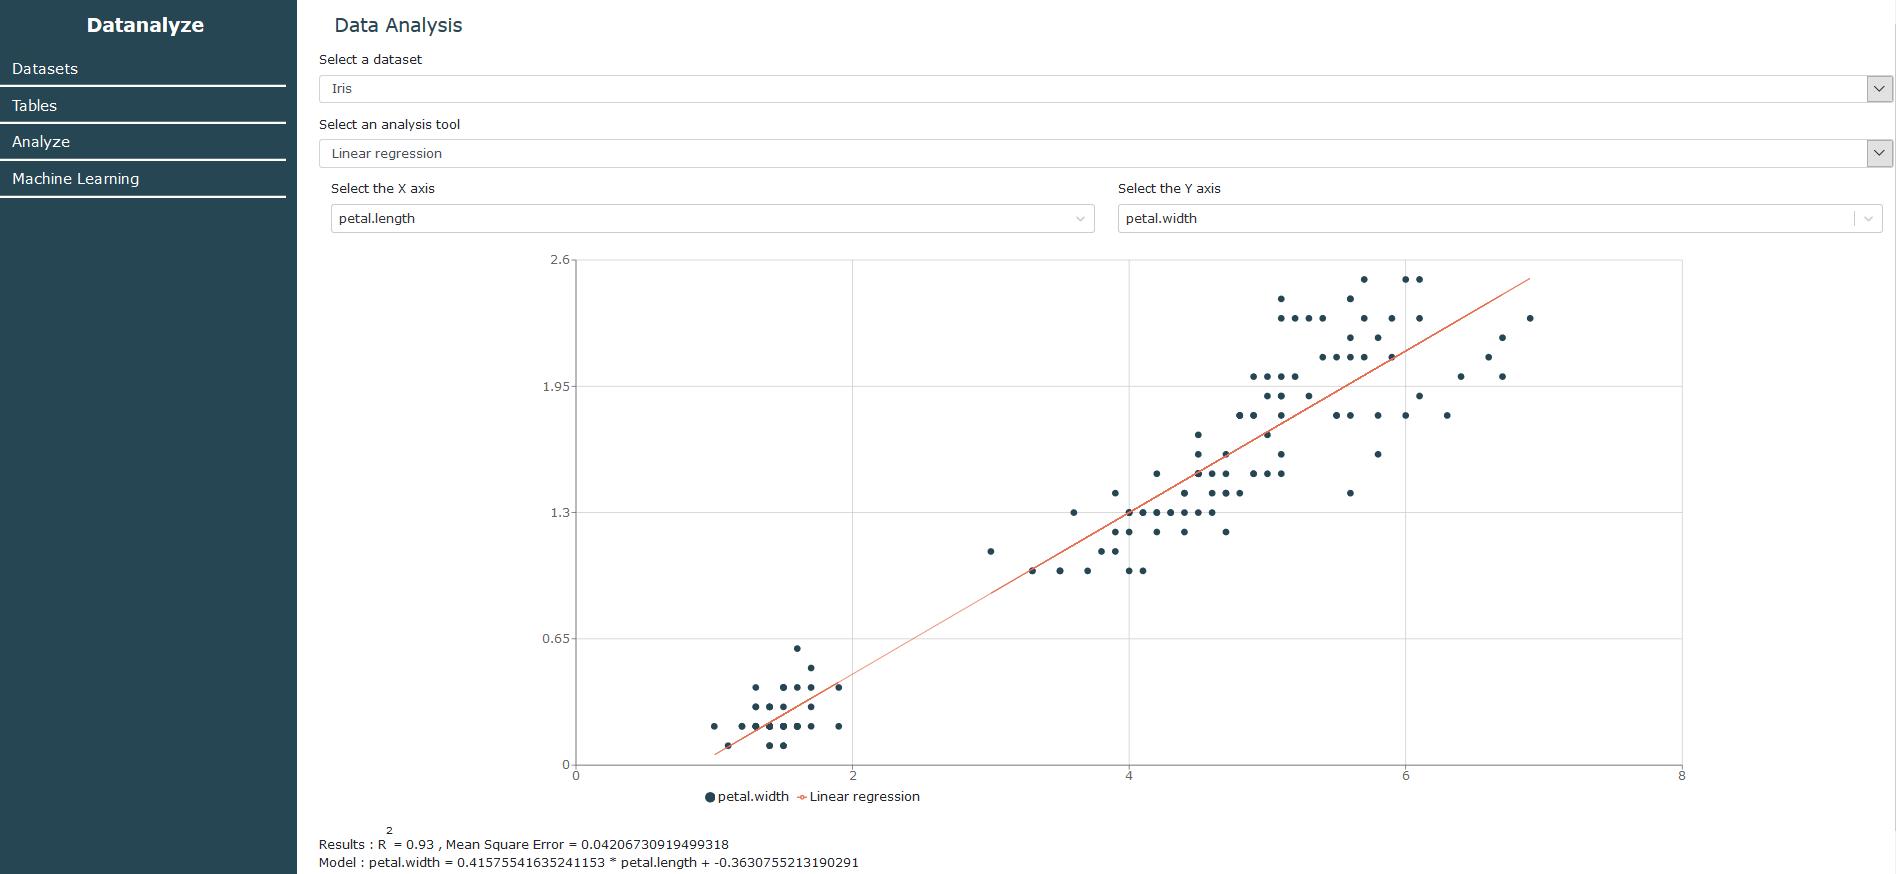 Datanalyze
Datasets
Tables
Analyze
Machine Learning
Data Analysis
Select a dataset
Iris
Select an analysis tool
Linear regression
Select the X axis
petal.length
Select the Y axis
petal.width
2.6
1.95
1.3
0.65
0
0 2 4 6 8
petal.width Linear regression
Results : R² = 0.93 , Mean Square Error = 0.04206730919499318
Model : petal.width = 0.41575541635241153 * petal.length + -0.3630755213190291